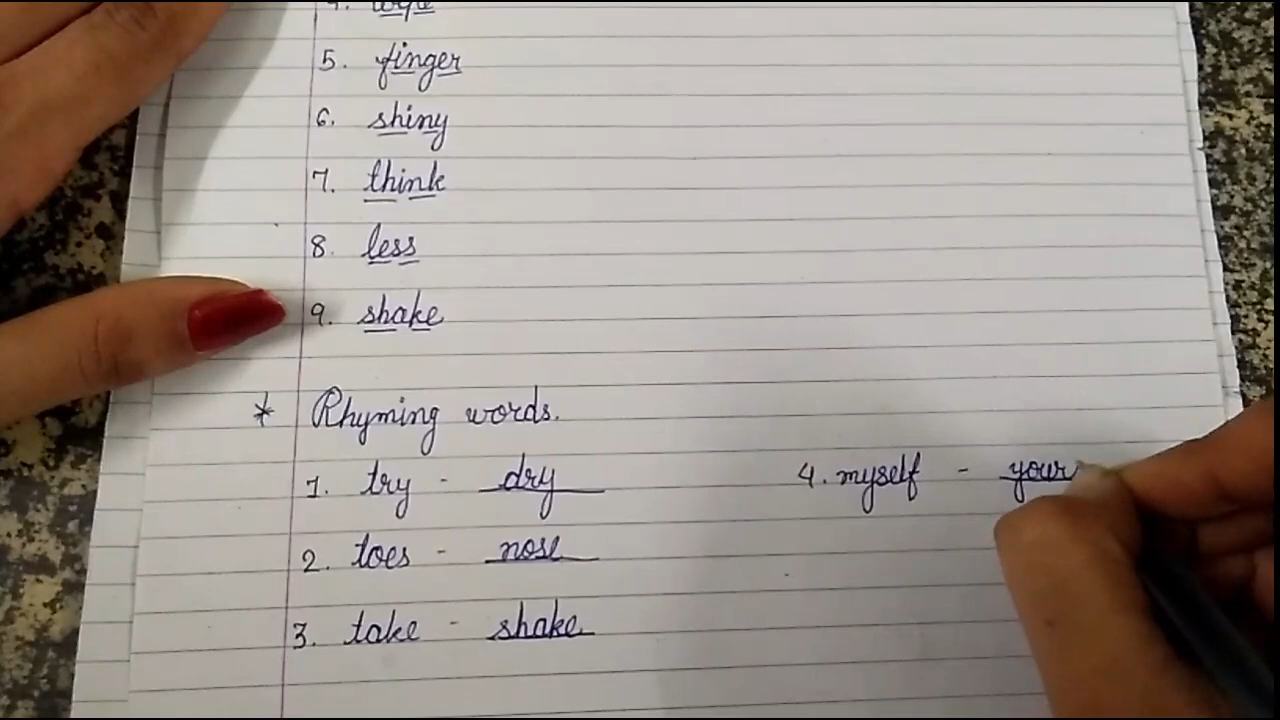 5. finger
6. shiny
7. think
8. less
9. shake
* Rhyming words.
1. try - dry
4. myself - your
2. toes - nose
3. take - shake